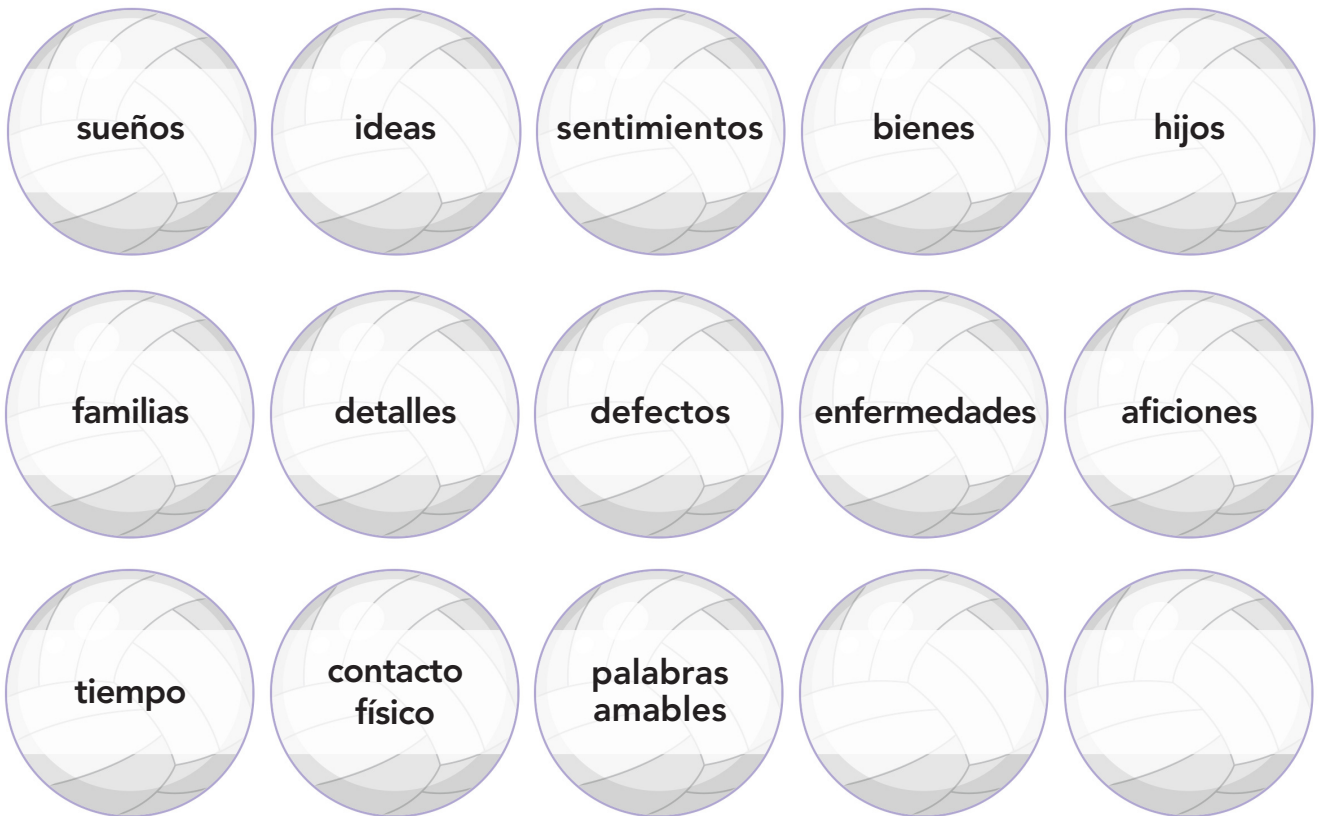 sueños
ideas
sentimientos
bienes
hijos
familias
detalles
defectos
enfermedades
aficiones
tiempo
contacto
físico
palabras
amables